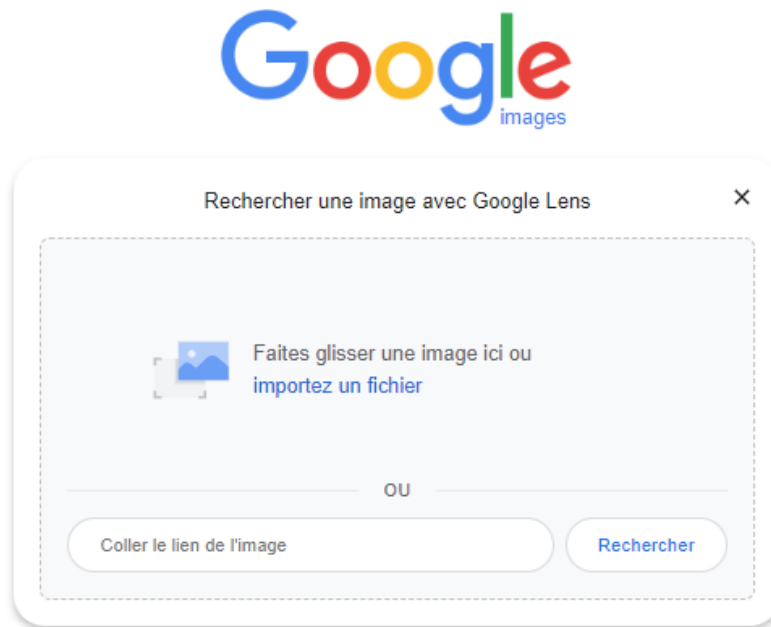 Google
images
Rechercher une image avec Google Lens
Faites glisser une image ici ou
importez un fichier
OU
Coller le lien de l'image
Rechercher